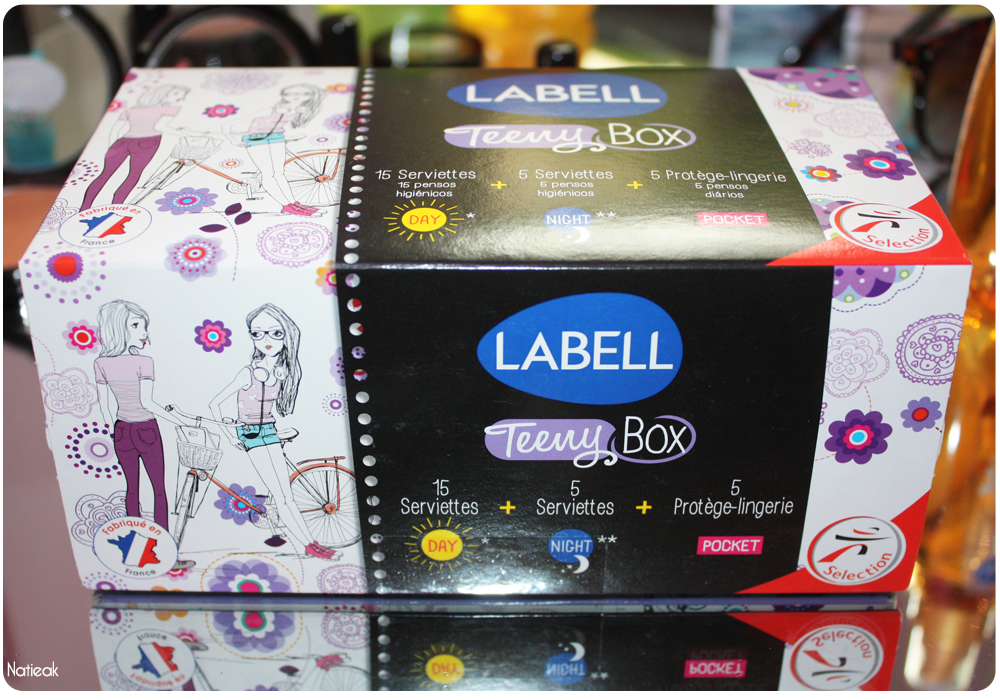 LABELL
Teeny Box
15 Serviettes + 5 Serviettes + 5 Protège-lingerie
15 pensos higiénicos
5 pensos higiénicos
5 pensos diários
DAY *
NIGHT **
POCKET
Fabriqué en France
Selection
LABELL
Teeny Box
15 Serviettes + 5 Serviettes + 5 Protège-lingerie
DAY *
NIGHT **
POCKET
Fabriqué en France
Selection
Natieak